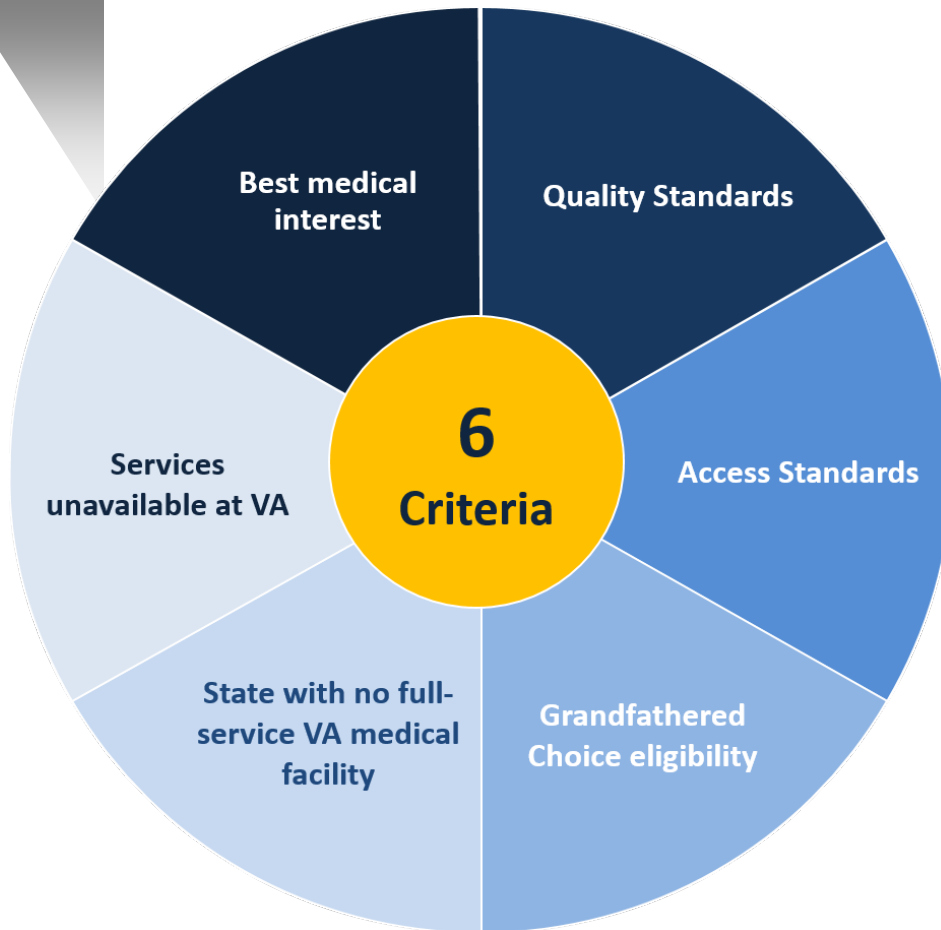 Best medical
interest
Quality Standards
Services
unavailable at VA
6
Criteria
Access Standards
State with no full-
service VA medical
facility
Grandfathered
Choice eligibility